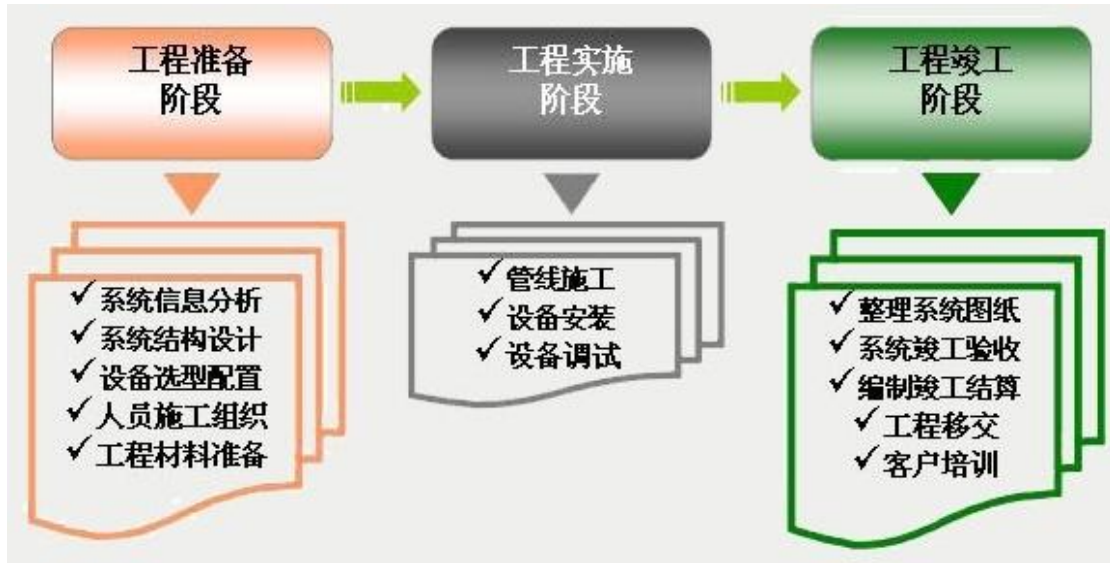 工程准备
阶段
工程实施
阶段
工程竣工
阶段
✓系统信息分析
✓系统结构设计
✓设备选型配置
✓人员施工组织
✓工程材料准备
✓管线施工
✓设备安装
✓设备调试
✓整理系统图纸
✓系统竣工验收
✓编制竣工结算
✓工程移交
✓客户培训